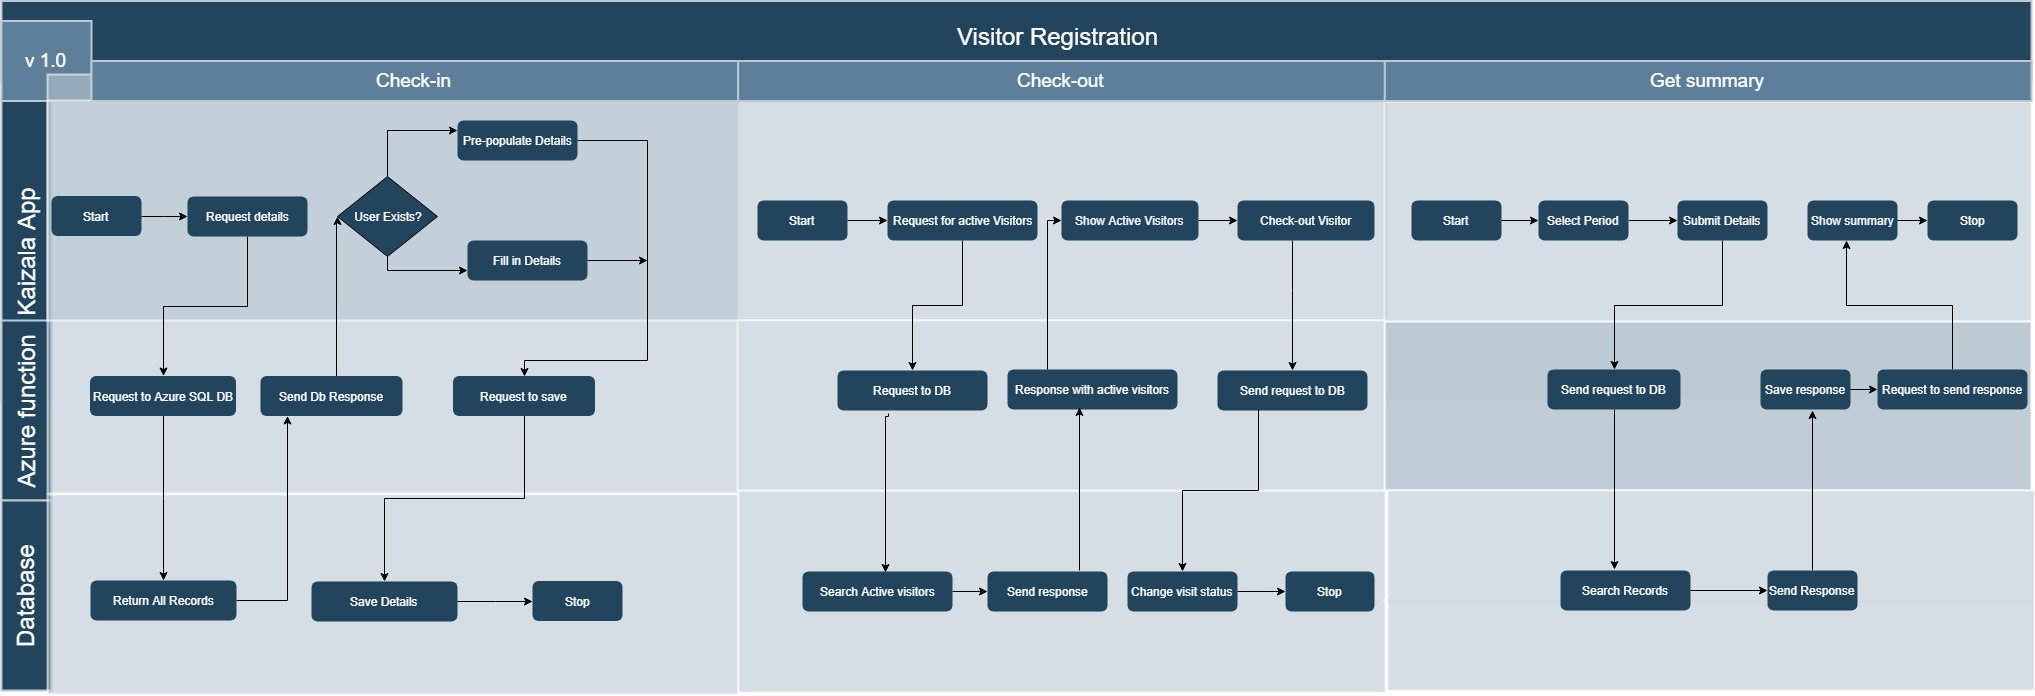 Visitor Registration
v 1.0
Check-in
Check-out
Get summary
Kaizala App
Start
Request details
User Exists?
Pre-populate Details
Fill in Details
Start
Request for active Visitors
Show Active Visitors
Check-out Visitor
Start
Select Period
Submit Details
Show summary
Stop
Azure function
Request to Azure SQL DB
Send Db Response
Request to save
Request to DB
Response with active visitors
Send request to DB
Send request to DB
Save response
Request to send response
Database
Return All Records
Save Details
Stop
Search Active visitors
Send response
Change visit status
Stop
Search Records
Send Response